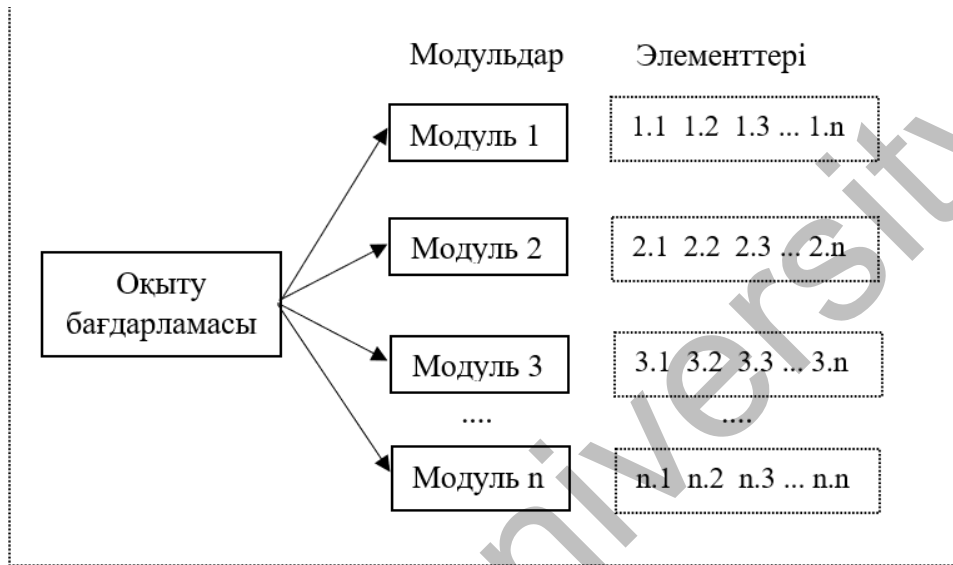 Модульдар Элементтері
Модуль 1 1.1 1.2 1.3 ... 1.n
Модуль 2 2.1 2.2 2.3 ... 2.n
Оқыту
бағдарламасы
Модуль 3 3.1 3.2 3.3 ... 3.n
.... ....
Модуль n n.1 n.2 n.3 ... n.n
niversity